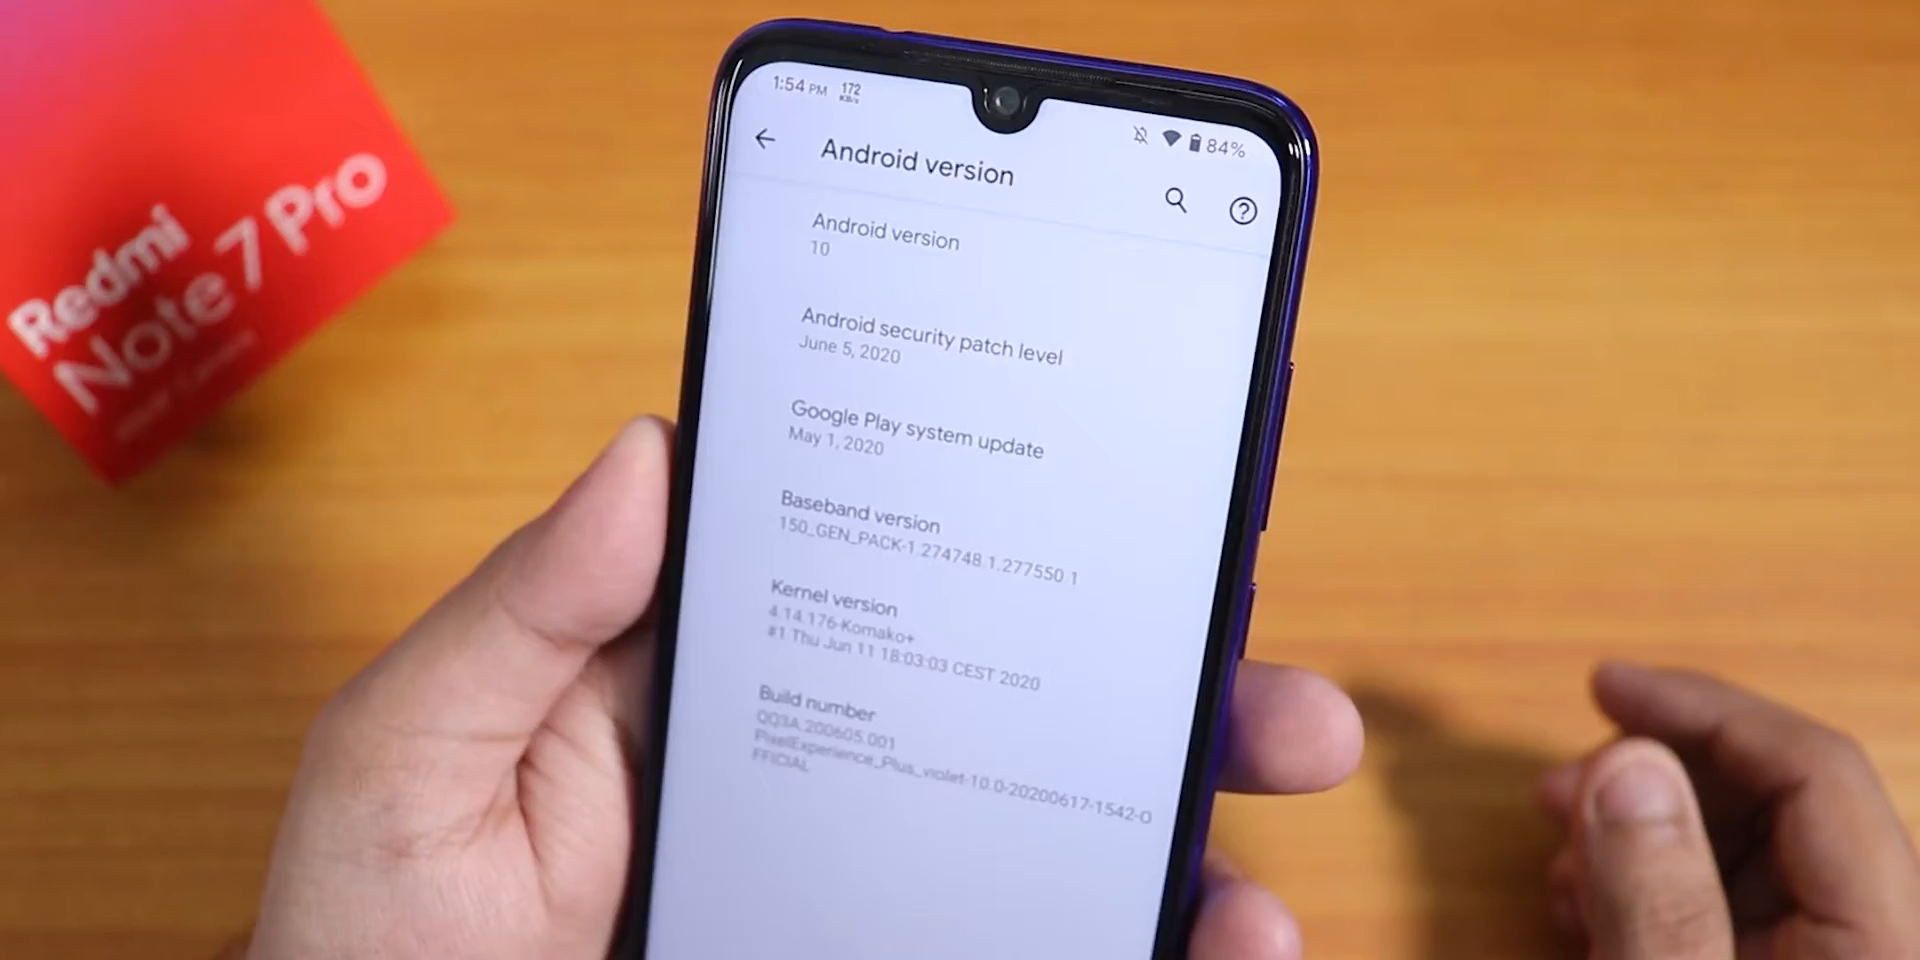 Redmi
Note 7 Pro
1:54 PM 172 KB/s 84%
Android version
Android version
10
Android security patch level
June 5, 2020
Google Play system update
May 1, 2020
Baseband version
150_GEN_PACK-1.274748.1.277550.1
Kernel version
4.14.176-Komako+
#1 Thu Jun 11 18:03:03 CEST 2020
Build number
QQ3A.200605.001
PixelExperience_Plus_violet-10.0-20200617-1542-O
FFICIAL